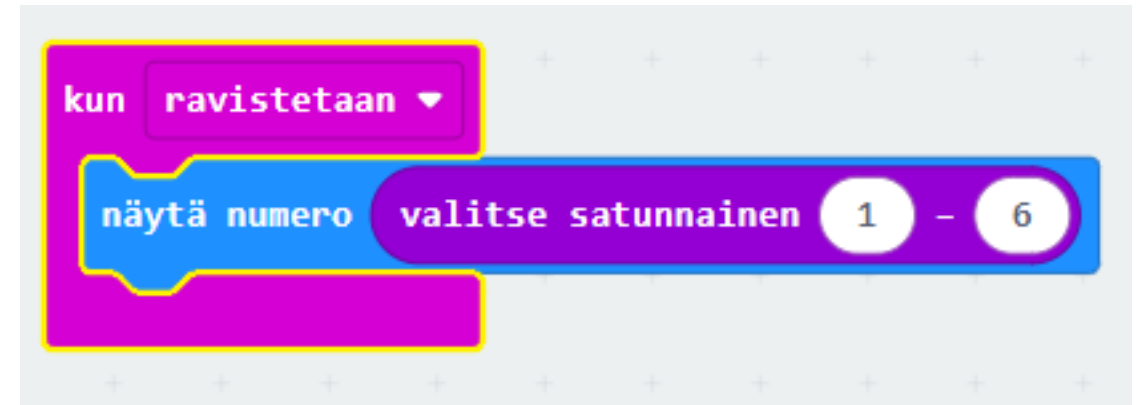 kun ravistetaan
näytä numero valitse satunnainen 1 - 6